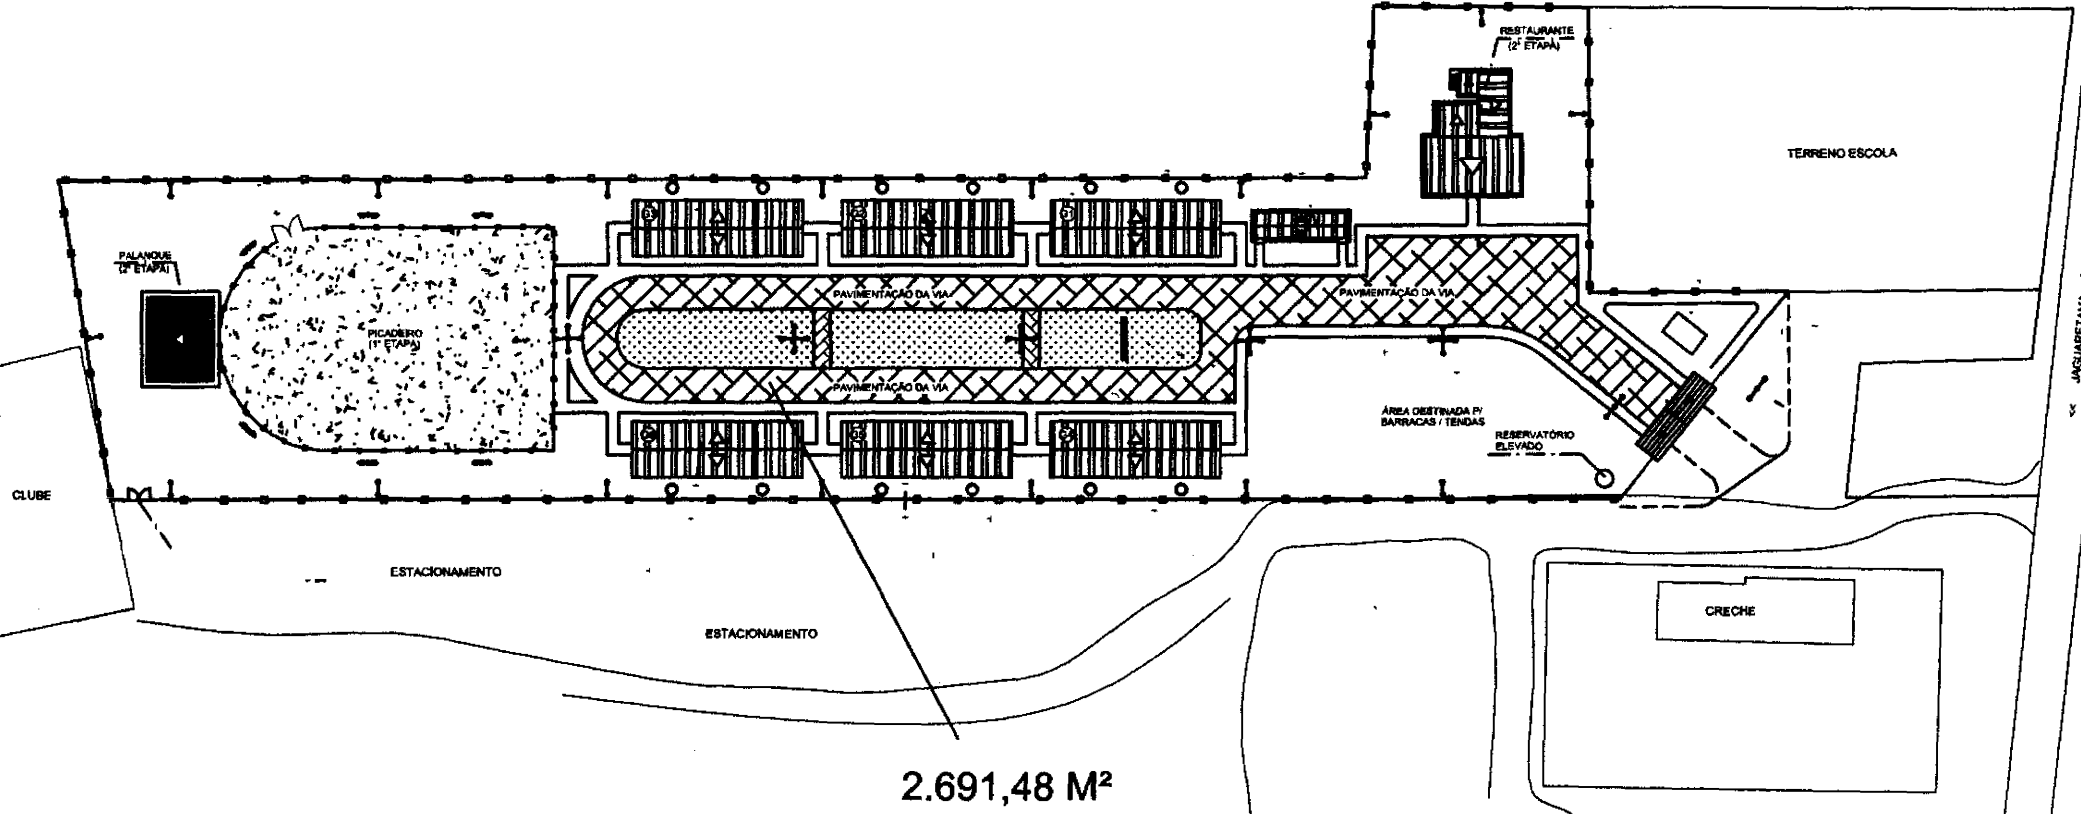 RESTAURANTE
(2ª ETAPA)
TERRENO ESCOLA
PALANQUE
(2ª ETAPA)
PICADEIRO
(1ª ETAPA)
PAVIMENTAÇÃO DA VIA
PAVIMENTAÇÃO DA VIA
PAVIMENTAÇÃO DA VIA
G1
ÁREA DESTINADA P/
BARRACAS / TENDAS
RESERVATÓRIO
ELEVADO
CLUBE
ESTACIONAMENTO
ESTACIONAMENTO
CRECHE
2.691,48 M²